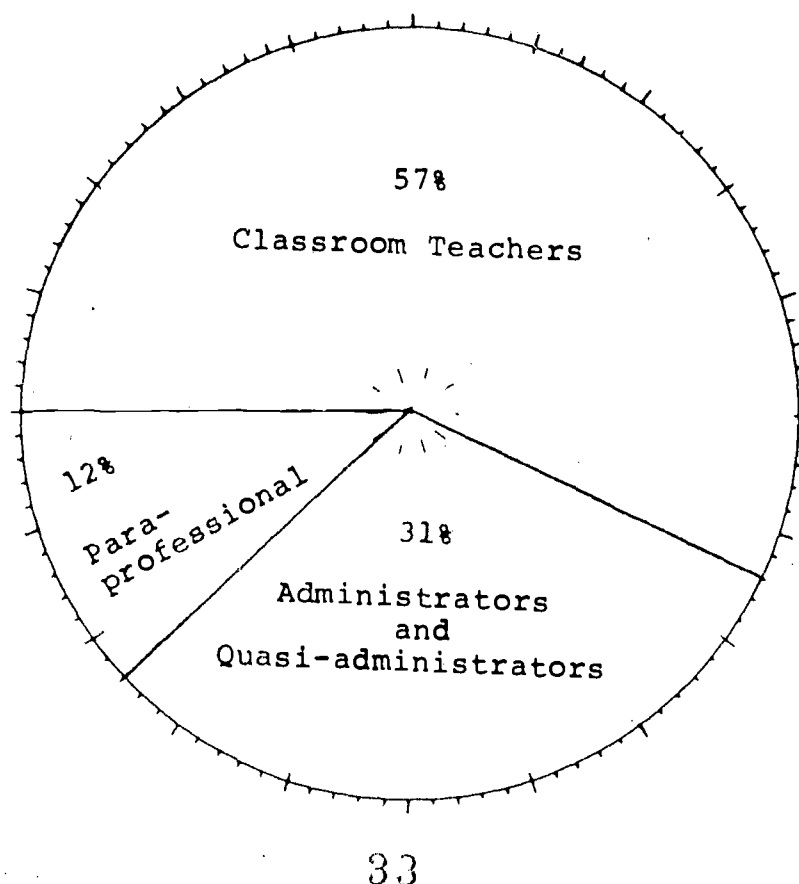 57%
Classroom Teachers
12%
Para-
professional
31%
Administrators
and
Quasi-administrators
33